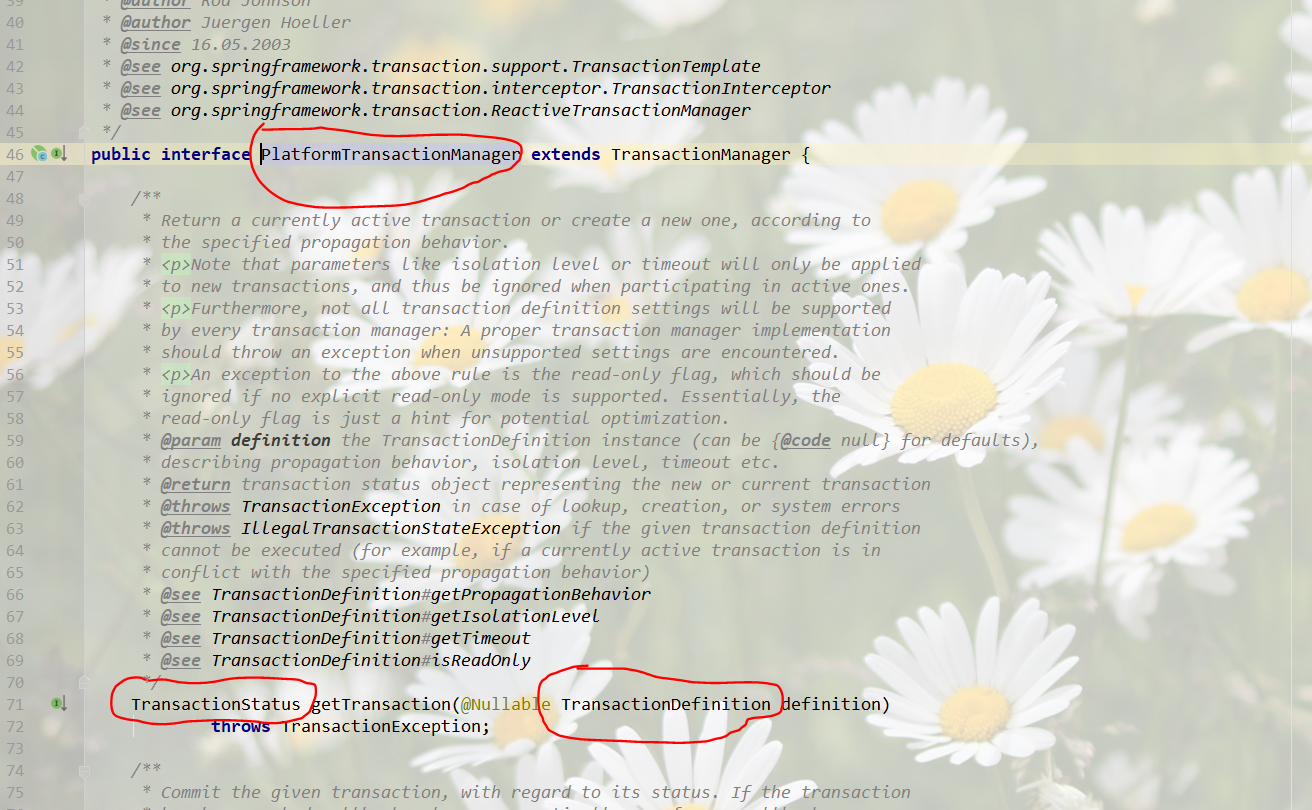 39 * @author Rod Johnson
40 * @author Juergen Hoeller
41 * @since 16.05.2003
42 * @see org.springframework.transaction.support.TransactionTemplate
43 * @see org.springframework.transaction.interceptor.TransactionInterceptor
44 * @see org.springframework.transaction.ReactiveTransactionManager
45 */
46 public interface PlatformTransactionManager extends TransactionManager {
47
48 /**
49 * Return a currently active transaction or create a new one, according to
50 * the specified propagation behavior.
51 * <p>Note that parameters like isolation level or timeout will only be applied
52 * to new transactions, and thus be ignored when participating in active ones.
53 * <p>Furthermore, not all transaction definition settings will be supported
54 * by every transaction manager: A proper transaction manager implementation
55 * should throw an exception when unsupported settings are encountered.
56 * <p>An exception to the above rule is the read-only flag, which should be
57 * ignored if no explicit read-only mode is supported. Essentially, the
58 * read-only flag is just a hint for potential optimization.
59 * @param definition the TransactionDefinition instance (can be {@code null} for defaults),
60 * describing propagation behavior, isolation level, timeout etc.
61 * @return transaction status object representing the new or current transaction
62 * @throws TransactionException in case of lookup, creation, or system errors
63 * @throws IllegalTransactionStateException if the given transaction definition
64 * cannot be executed (for example, if a currently active transaction is in
65 * conflict with the specified propagation behavior)
66 * @see TransactionDefinition#getPropagationBehavior
67 * @see TransactionDefinition#getIsolationLevel
68 * @see TransactionDefinition#getTimeout
69 * @see TransactionDefinition#isReadOnly
70 */
71 TransactionStatus getTransaction(@Nullable TransactionDefinition definition)
72 throws TransactionException;
73
74 /**
75 * Commit the given transaction, with regard to its status. If the transaction